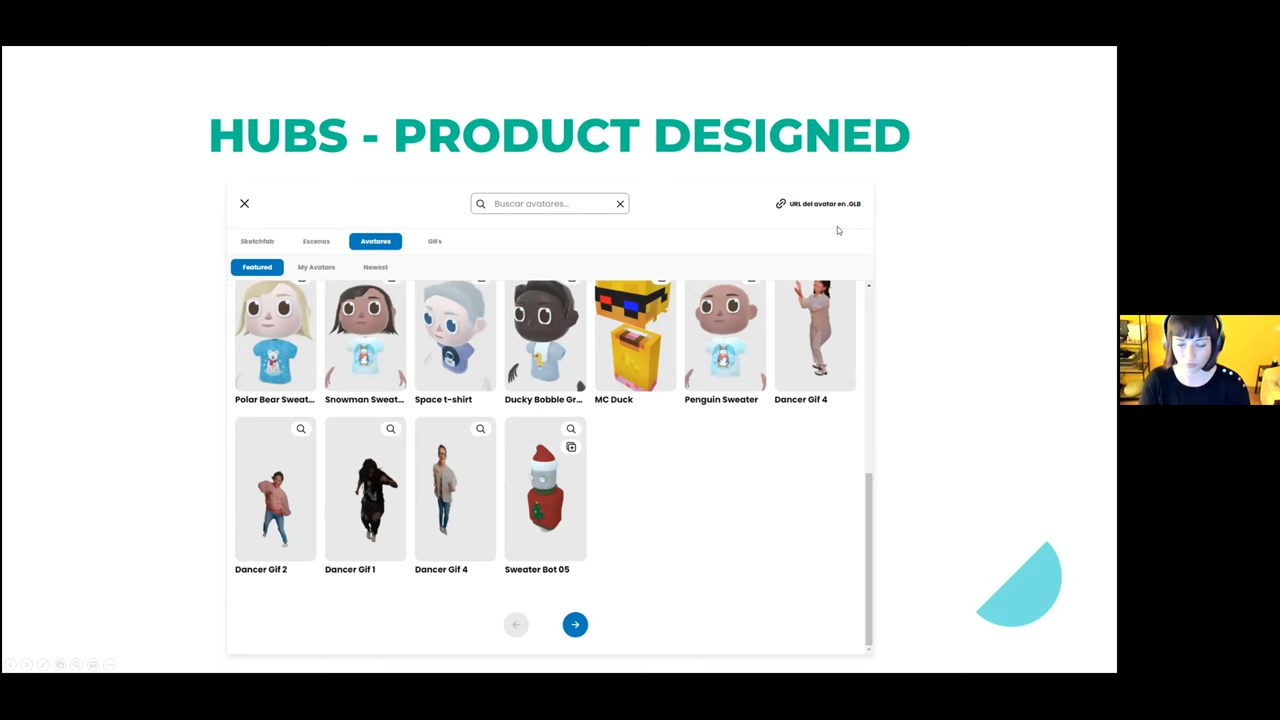 HUBS - PRODUCT DESIGNED
Buscar avatares...
URL del avatar en .GLB
Sketchfab Escenas Avatares GIFs
Featured My Avatars Newest
Polar Bear Sweat... Snowman Sweat... Space t-shirt Ducky Bobble Gr... MC Duck Penguin Sweater Dancer Gif 4
Dancer Gif 2 Dancer Gif 1 Dancer Gif 4 Sweater Bot 05